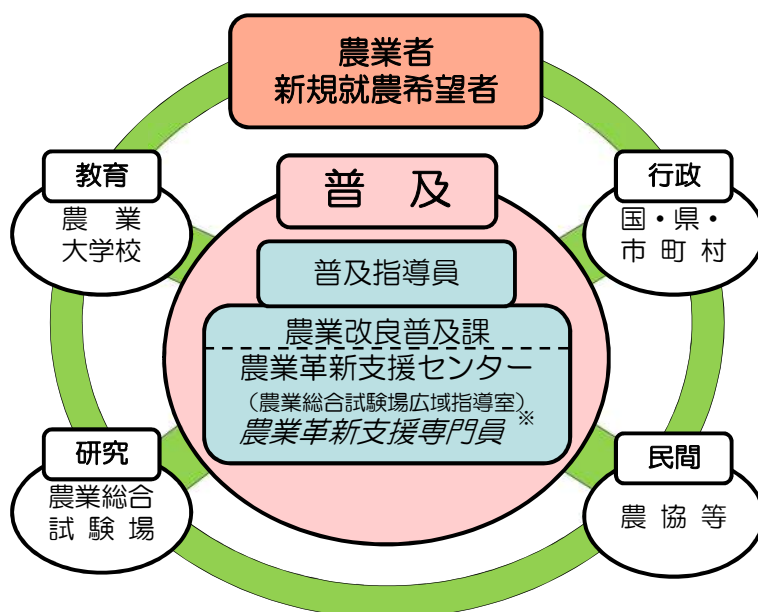 農業者
新規就農希望者
教育
農業
大学校
普及
行政
国・県・
市町村
普及指導員
農業改良普及課
農業革新支援センター
（農業総合試験場広域指導室）
農業革新支援専門員※
研究
農業総合
試験場
民間
農協等